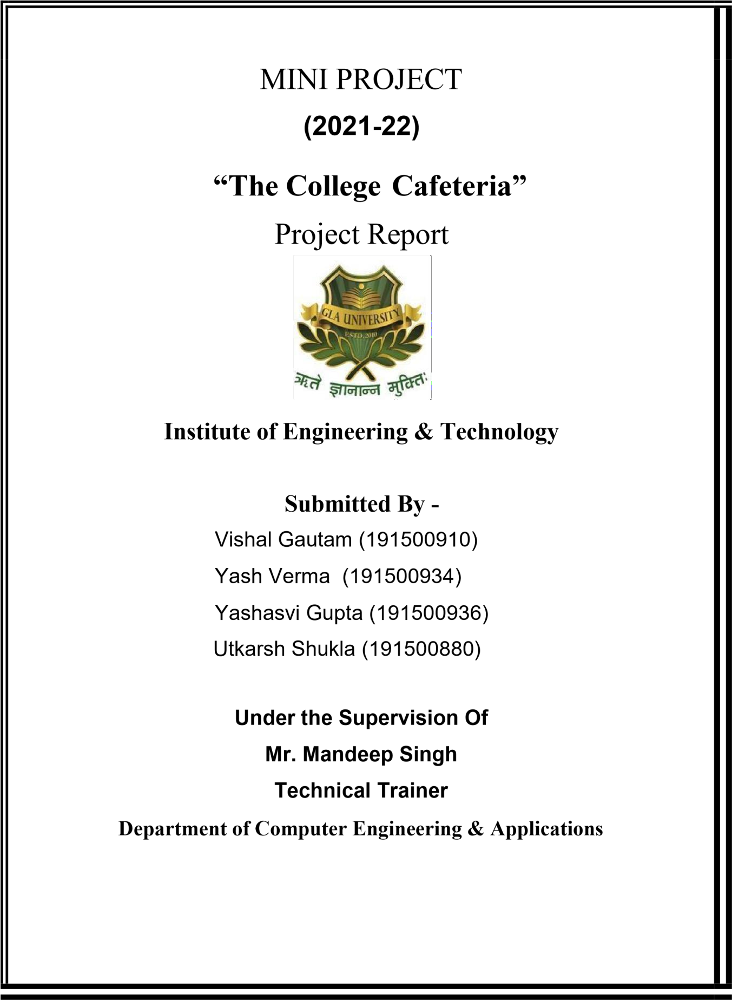 MINI PROJECT
(2021-22)
“The College Cafeteria”
Project Report
GLA UNIVERSITY
ESTD. 2010
ऋते ज्ञानान्न मुक्तिः
Institute of Engineering & Technology
Submitted By -
Vishal Gautam (191500910)
Yash Verma (191500934)
Yashasvi Gupta (191500936)
Utkarsh Shukla (191500880)
Under the Supervision Of
Mr. Mandeep Singh
Technical Trainer
Department of Computer Engineering & Applications